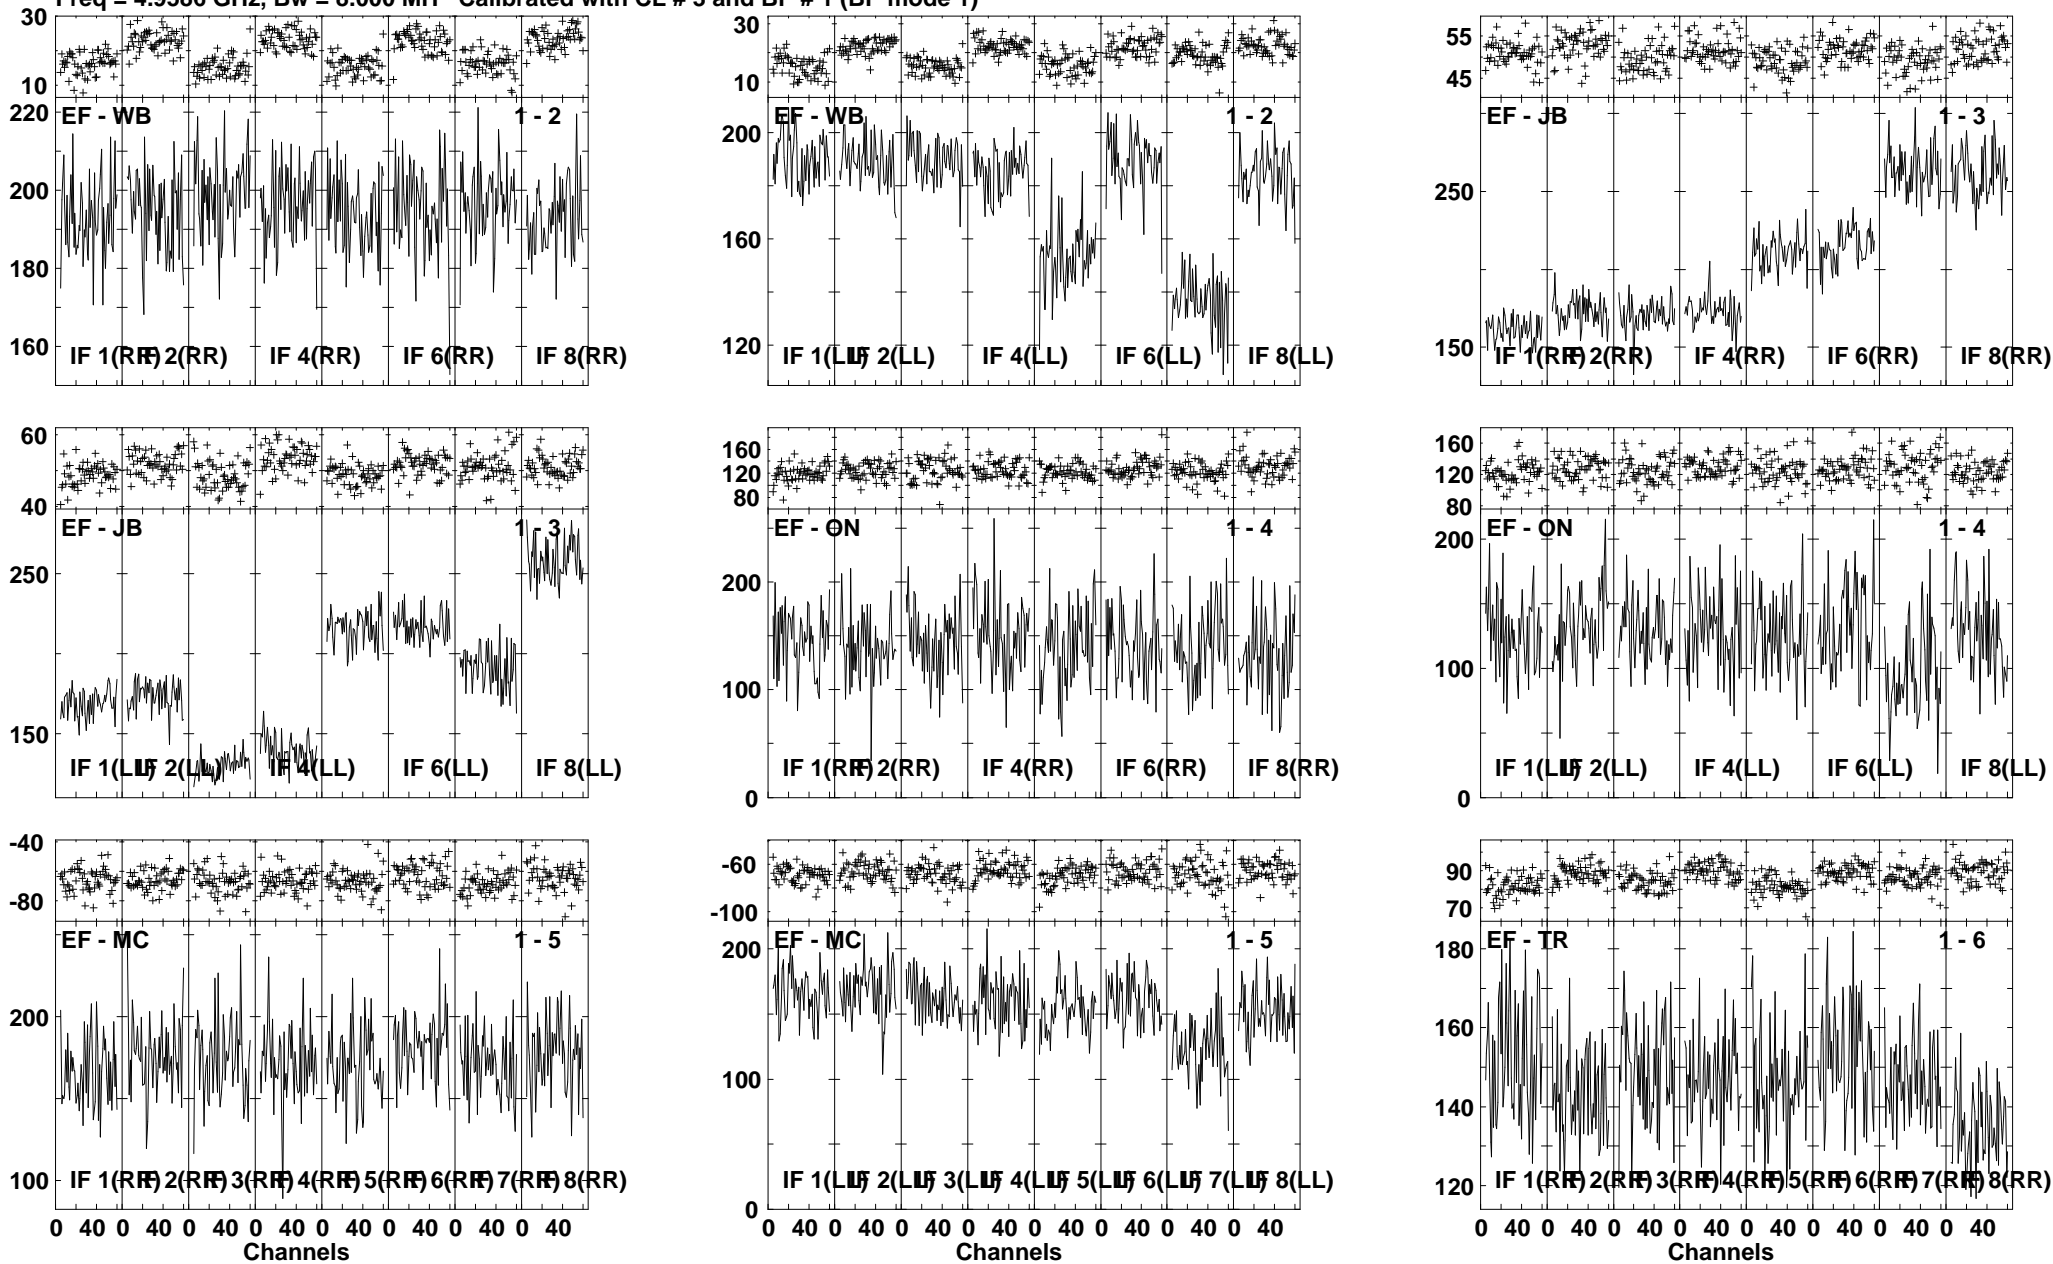 Freq = 4.9586 GHz, Bw = 8.000 MH Calibrated with CL # 3 and BP # 1 (BP mode 1)
30
10
220
200
180
160
EF - WB 1 - 2
IF 1(RR) IF 2(RR) IF 4(RR) IF 6(RR) IF 8(RR)
30
10
200
160
120
EF - WB 1 - 2
IF 1(LL) IF 2(LL) IF 4(LL) IF 6(LL) IF 8(LL)
55
45
250
150
EF - JB 1 - 3
IF 1(RR) IF 2(RR) IF 4(RR) IF 6(RR) IF 8(RR)
60
40
250
150
EF - JB 1 - 3
IF 1(LL) IF 2(LL) IF 4(LL) IF 6(LL) IF 8(LL)
160
120
80
200
100
0
EF - ON 1 - 4
IF 1(RR) IF 2(RR) IF 4(RR) IF 6(RR) IF 8(RR)
160
120
80
200
100
0
EF - ON 1 - 4
IF 1(LL) IF 2(LL) IF 4(LL) IF 6(LL) IF 8(LL)
-40
-80
200
100
EF - MC 1 - 5
IF 1(RR) IF 2(RR) IF 3(RR) IF 4(RR) IF 5(RR) IF 6(RR) IF 7(RR) IF 8(RR)
0 40 0 40 0 40 0 40 0 40 0 40 0 40 0 40
Channels
-60
-100
200
100
0
EF - MC 1 - 5
IF 1(LL) IF 2(LL) IF 3(LL) IF 4(LL) IF 5(LL) IF 6(LL) IF 7(LL) IF 8(LL)
0 40 0 40 0 40 0 40 0 40 0 40 0 40 0 40
Channels
90
70
180
160
140
120
EF - TR 1 - 6
IF 1(RR) IF 2(RR) IF 3(RR) IF 4(RR) IF 5(RR) IF 6(RR) IF 7(RR) IF 8(RR)
0 40 0 40 0 40 0 40 0 40 0 40 0 40 0 40
Channels